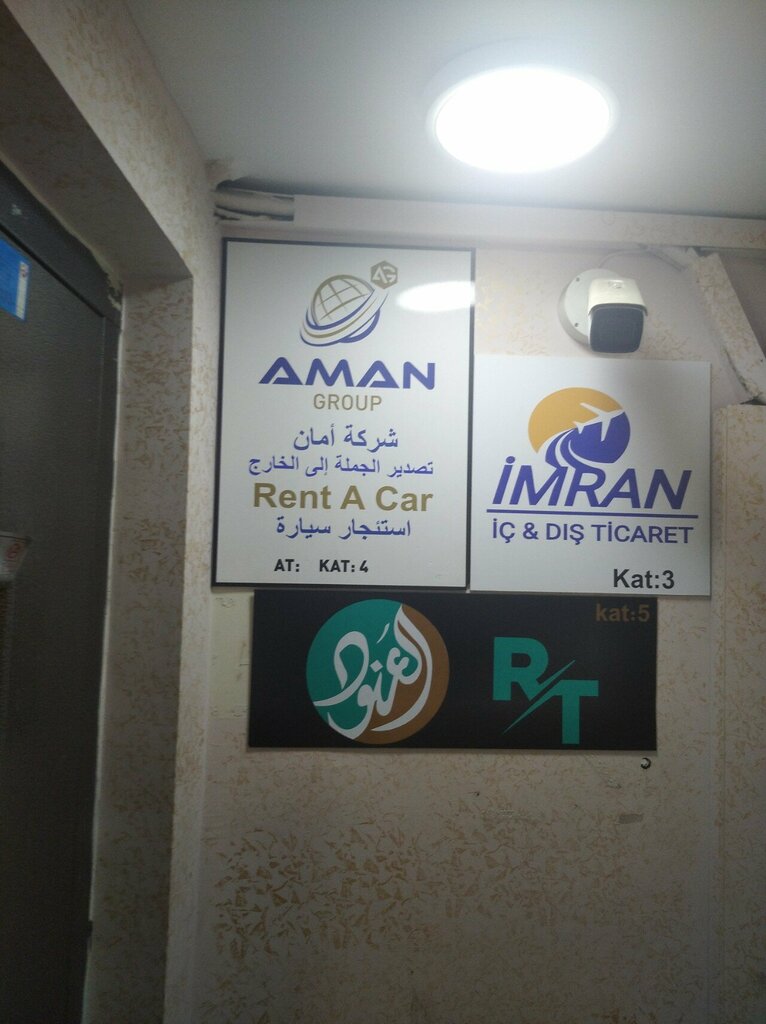 AG
AMAN
GROUP
شركة أمان
تصدير الجملة إلى الخارج
Rent A Car
استئجار سيارة
AT: KAT: 4
İMRAN
İÇ & DIŞ TİCARET
Kat:3
kat:5
العنود
R/T